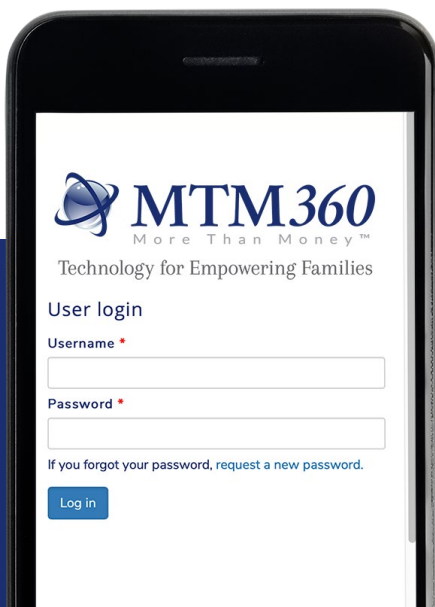 MTM360
More Than Money™
Technology for Empowering Families
User login
Username *
Password *
If you forgot your password, request a new password.
Log in